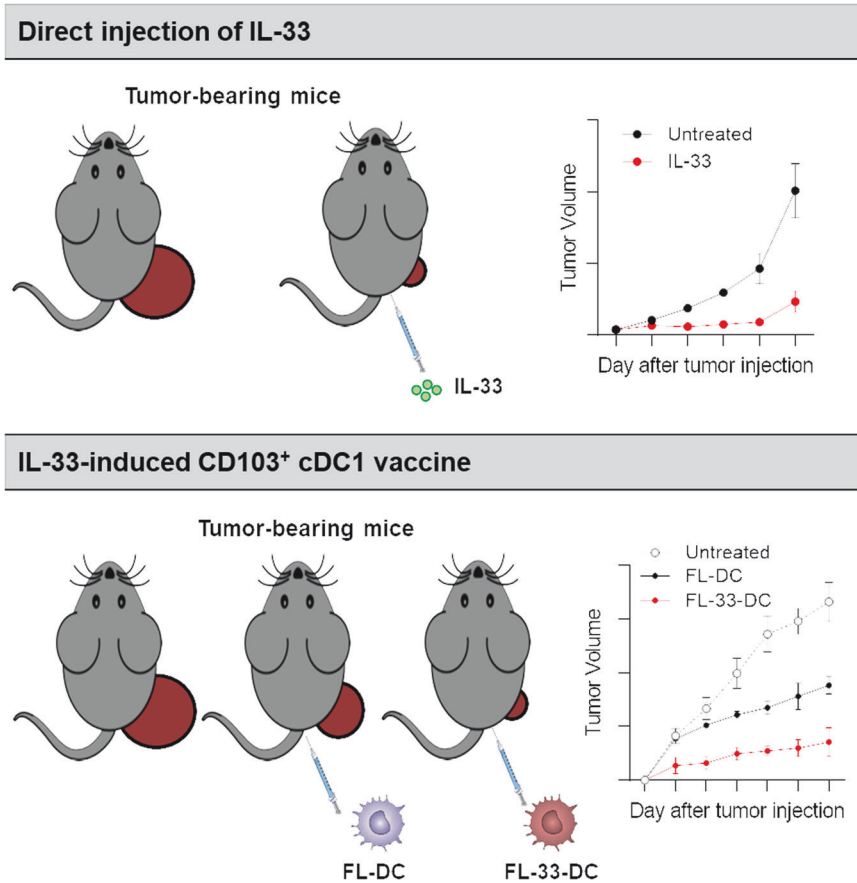 Direct injection of IL-33
Tumor-bearing mice
IL-33
Untreated
IL-33
Tumor Volume
Day after tumor injection
IL-33-induced CD103⁺ cDC1 vaccine
Tumor-bearing mice
FL-DC
FL-33-DC
Untreated
FL-DC
FL-33-DC
Tumor Volume
Day after tumor injection